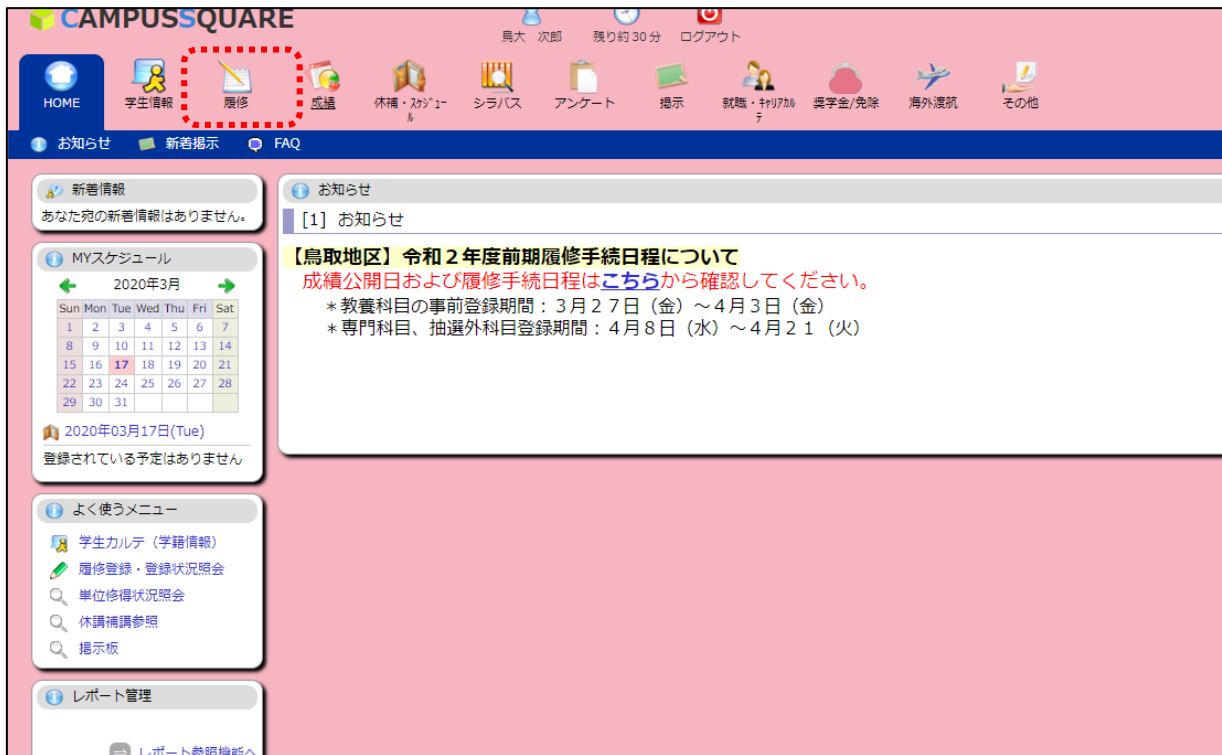 CAMPUSSQUARE
鳥大 次郎 残り約30分 ログアウト
HOME 学生情報 履修 成績 休補・ｽｹｼﾞｭｰﾙ シラバス アンケート 掲示 就職・ｷｬﾘｱｶﾙﾃ 奨学金/免除 海外渡航 その他
お知らせ 新着掲示 FAQ
新着情報
あなた宛の新着情報はありません。
MYスケジュール
2020年3月
Sun Mon Tue Wed Thu Fri Sat
1 2 3 4 5 6 7
8 9 10 11 12 13 14
15 16 17 18 19 20 21
22 23 24 25 26 27 28
29 30 31
2020年03月17日(Tue)
登録されている予定はありません
よく使うメニュー
学生カルテ（学籍情報）
履修登録・登録状況照会
単位修得状況照会
休講補講参照
掲示板
レポート管理
レポート参照機能へ
お知らせ
[1] お知らせ
【鳥取地区】令和２年度前期履修手続日程について
成績公開日および履修手続日程はこちらから確認してください。
＊教養科目の事前登録期間：３月２７日（金）～４月３日（金）
＊専門科目、抽選外科目登録期間：４月８日（水）～４月２１（火）